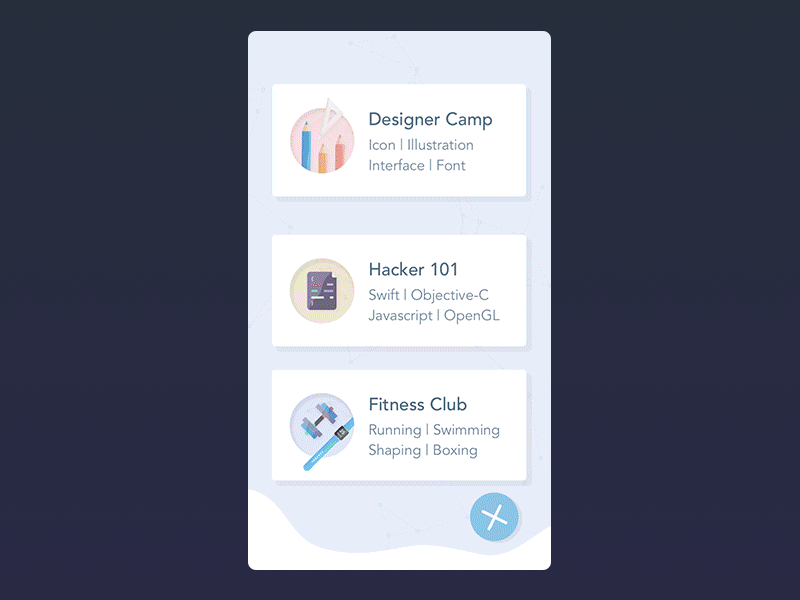 Designer Camp
Icon | Illustration
Interface | Font
Hacker 101
Swift | Objective-C
Javascript | OpenGL
Fitness Club
Running | Swimming
Shaping | Boxing